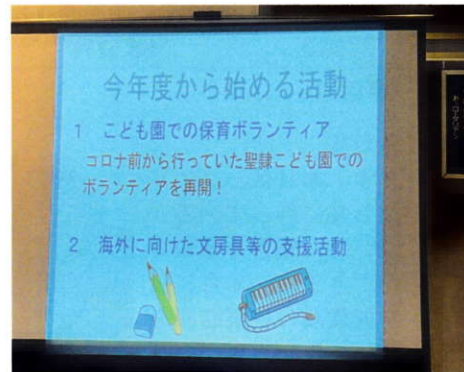 今年度から始める活動
1 こども園での保育ボランティア
コロナ前から行っていた聖隷こども園での
ボランティアを再開!
2 海外に向けた文房具等の支援活動